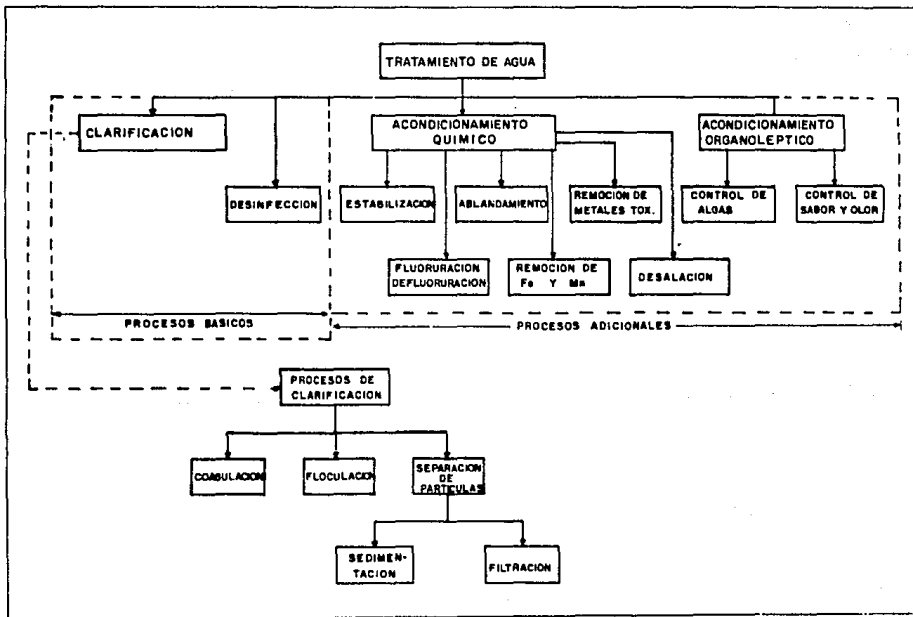 TRATAMIENTO DE AGUA
CLARIFICACION
ACONDICIONAMIENTO
QUIMICO
ACONDICIONAMIENTO
ORGANOLEPTICO
DESINFECCION
ESTABILIZACION
ABLANDAMIENTO
REMOCION DE
METALES TOX.
CONTROL DE
ALGAS
CONTROL DE
SABOR Y OLOR
FLUORURACION
DEFLUORURACION
REMOCION DE
Fe Y Mn
DESALACION
PROCESOS BASICOS
PROCESOS ADICIONALES
PROCESOS DE
CLARIFICACION
COAGULACION
FLOCULACION
SEPARACION
DE
PARTICULAS
SEDIMEN-
TACION
FILTRACION